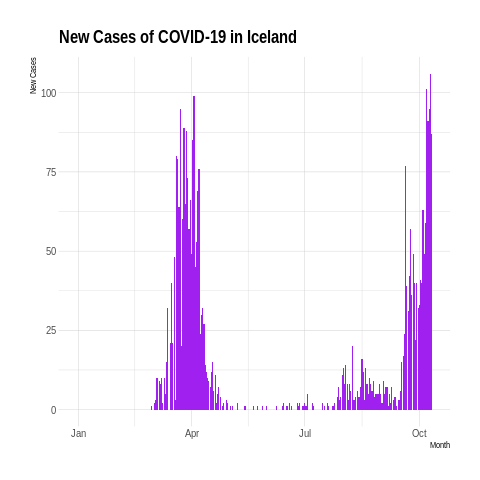 New Cases of COVID-19 in Iceland
New Cases
100
75
50
25
0
Jan Apr Jul Oct
Month